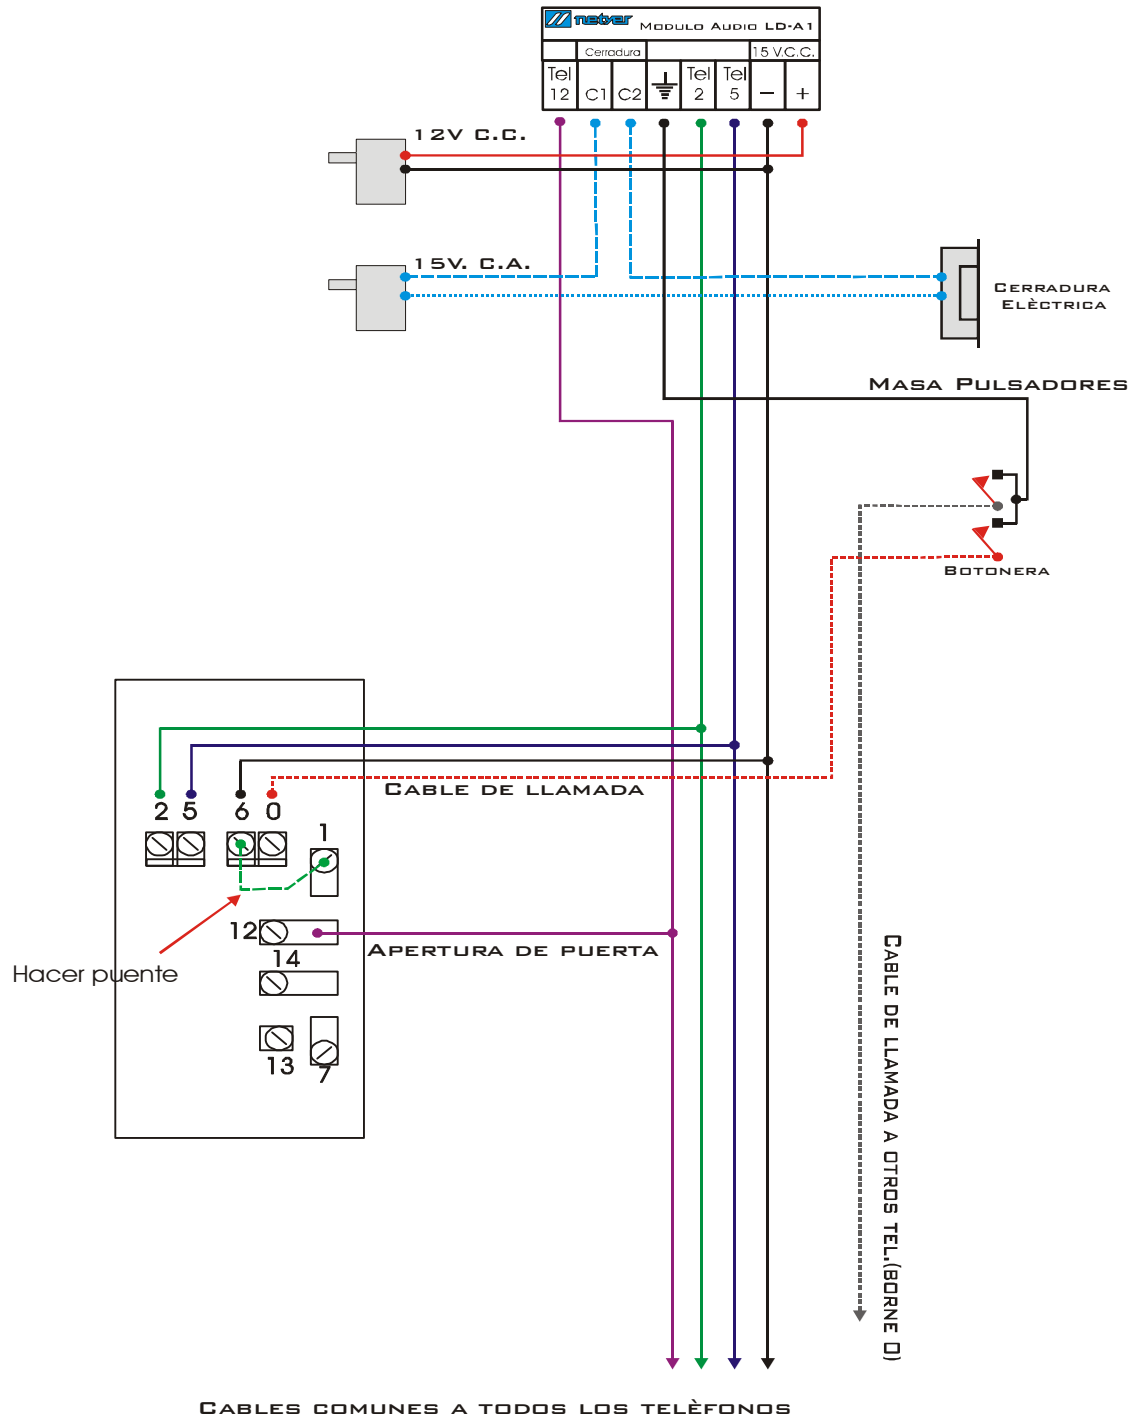 netyer Modulo Audio LD-A1
Cerradura 15 V.C.C.
Tel 12 C1 C2 Tel 2 Tel 5 − +
12V C.C.
15V. C.A.
Cerradura
Elèctrica
Masa Pulsadores
Botonera
Cable de llamada
2 5 6 0
1
12
Apertura de puerta
14
Hacer puente
13
7
Cable de llamada a otros tel.(borne 0)
Cables comunes a todos los telèfonos